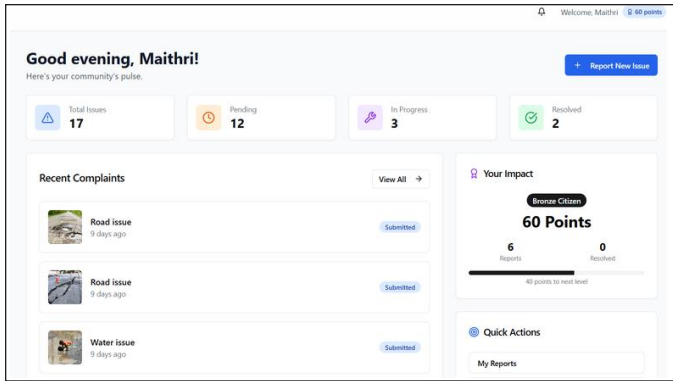 Welcome, Maithri 60 points
Good evening, Maithri!
Here's your community's pulse.
+ Report New Issue
Total Issues
17
Pending
12
In Progress
3
Resolved
2
Recent Complaints
View All →
Road issue
9 days ago
Submitted
Road issue
9 days ago
Submitted
Water issue
9 days ago
Submitted
Your Impact
Bronze Citizen
60 Points
6
Reports
0
Resolved
40 points to next level
Quick Actions
My Reports